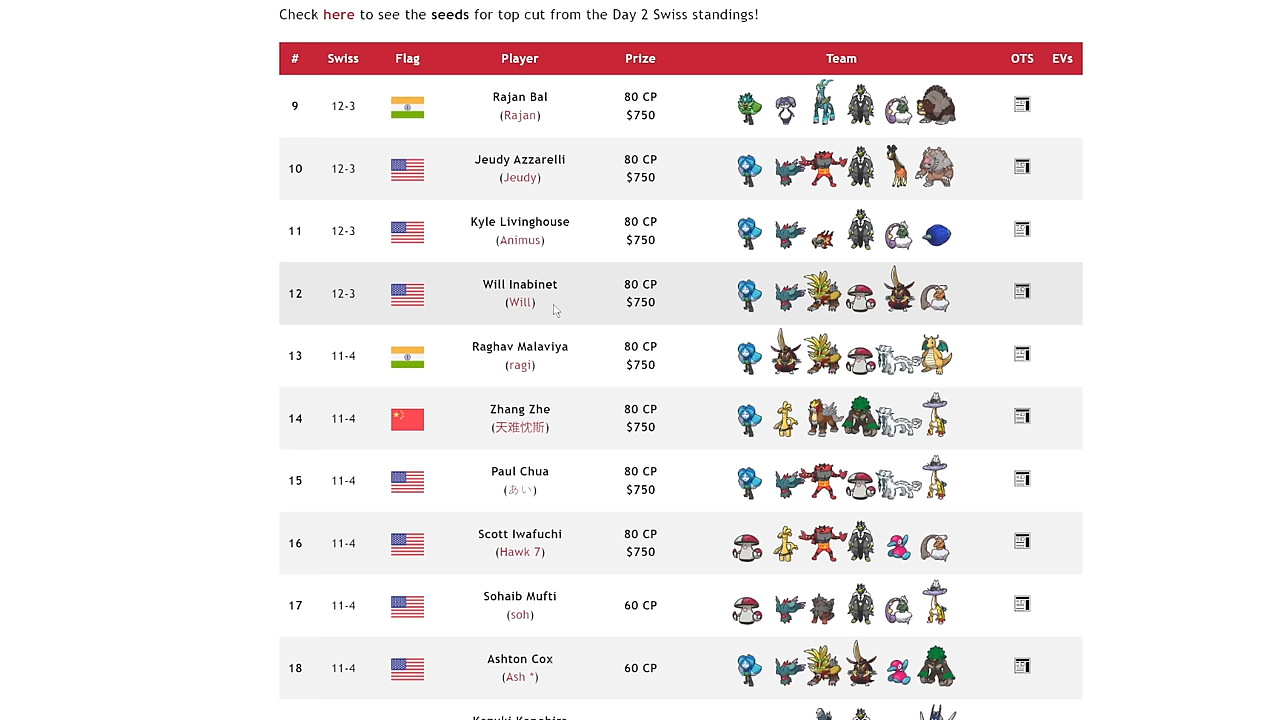 Check here to see the seeds for top cut from the Day 2 Swiss standings!
# Swiss Flag Player Prize Team OTS EVs
9 12-3 Rajan Bal (Rajan) 80 CP $750
10 12-3 Jeudy Azzarelli (Jeudy) 80 CP $750
11 12-3 Kyle Livinghouse (Animus) 80 CP $750
12 12-3 Will Inabinet (Will) 80 CP $750
13 11-4 Raghav Malaviya (ragi) 80 CP $750
14 11-4 Zhang Zhe (天难忱斯) 80 CP $750
15 11-4 Paul Chua (あい) 80 CP $750
16 11-4 Scott Iwafuchi (Hawk 7) 80 CP $750
17 11-4 Sohaib Mufti (soh) 60 CP
18 11-4 Ashton Cox (Ash *) 60 CP